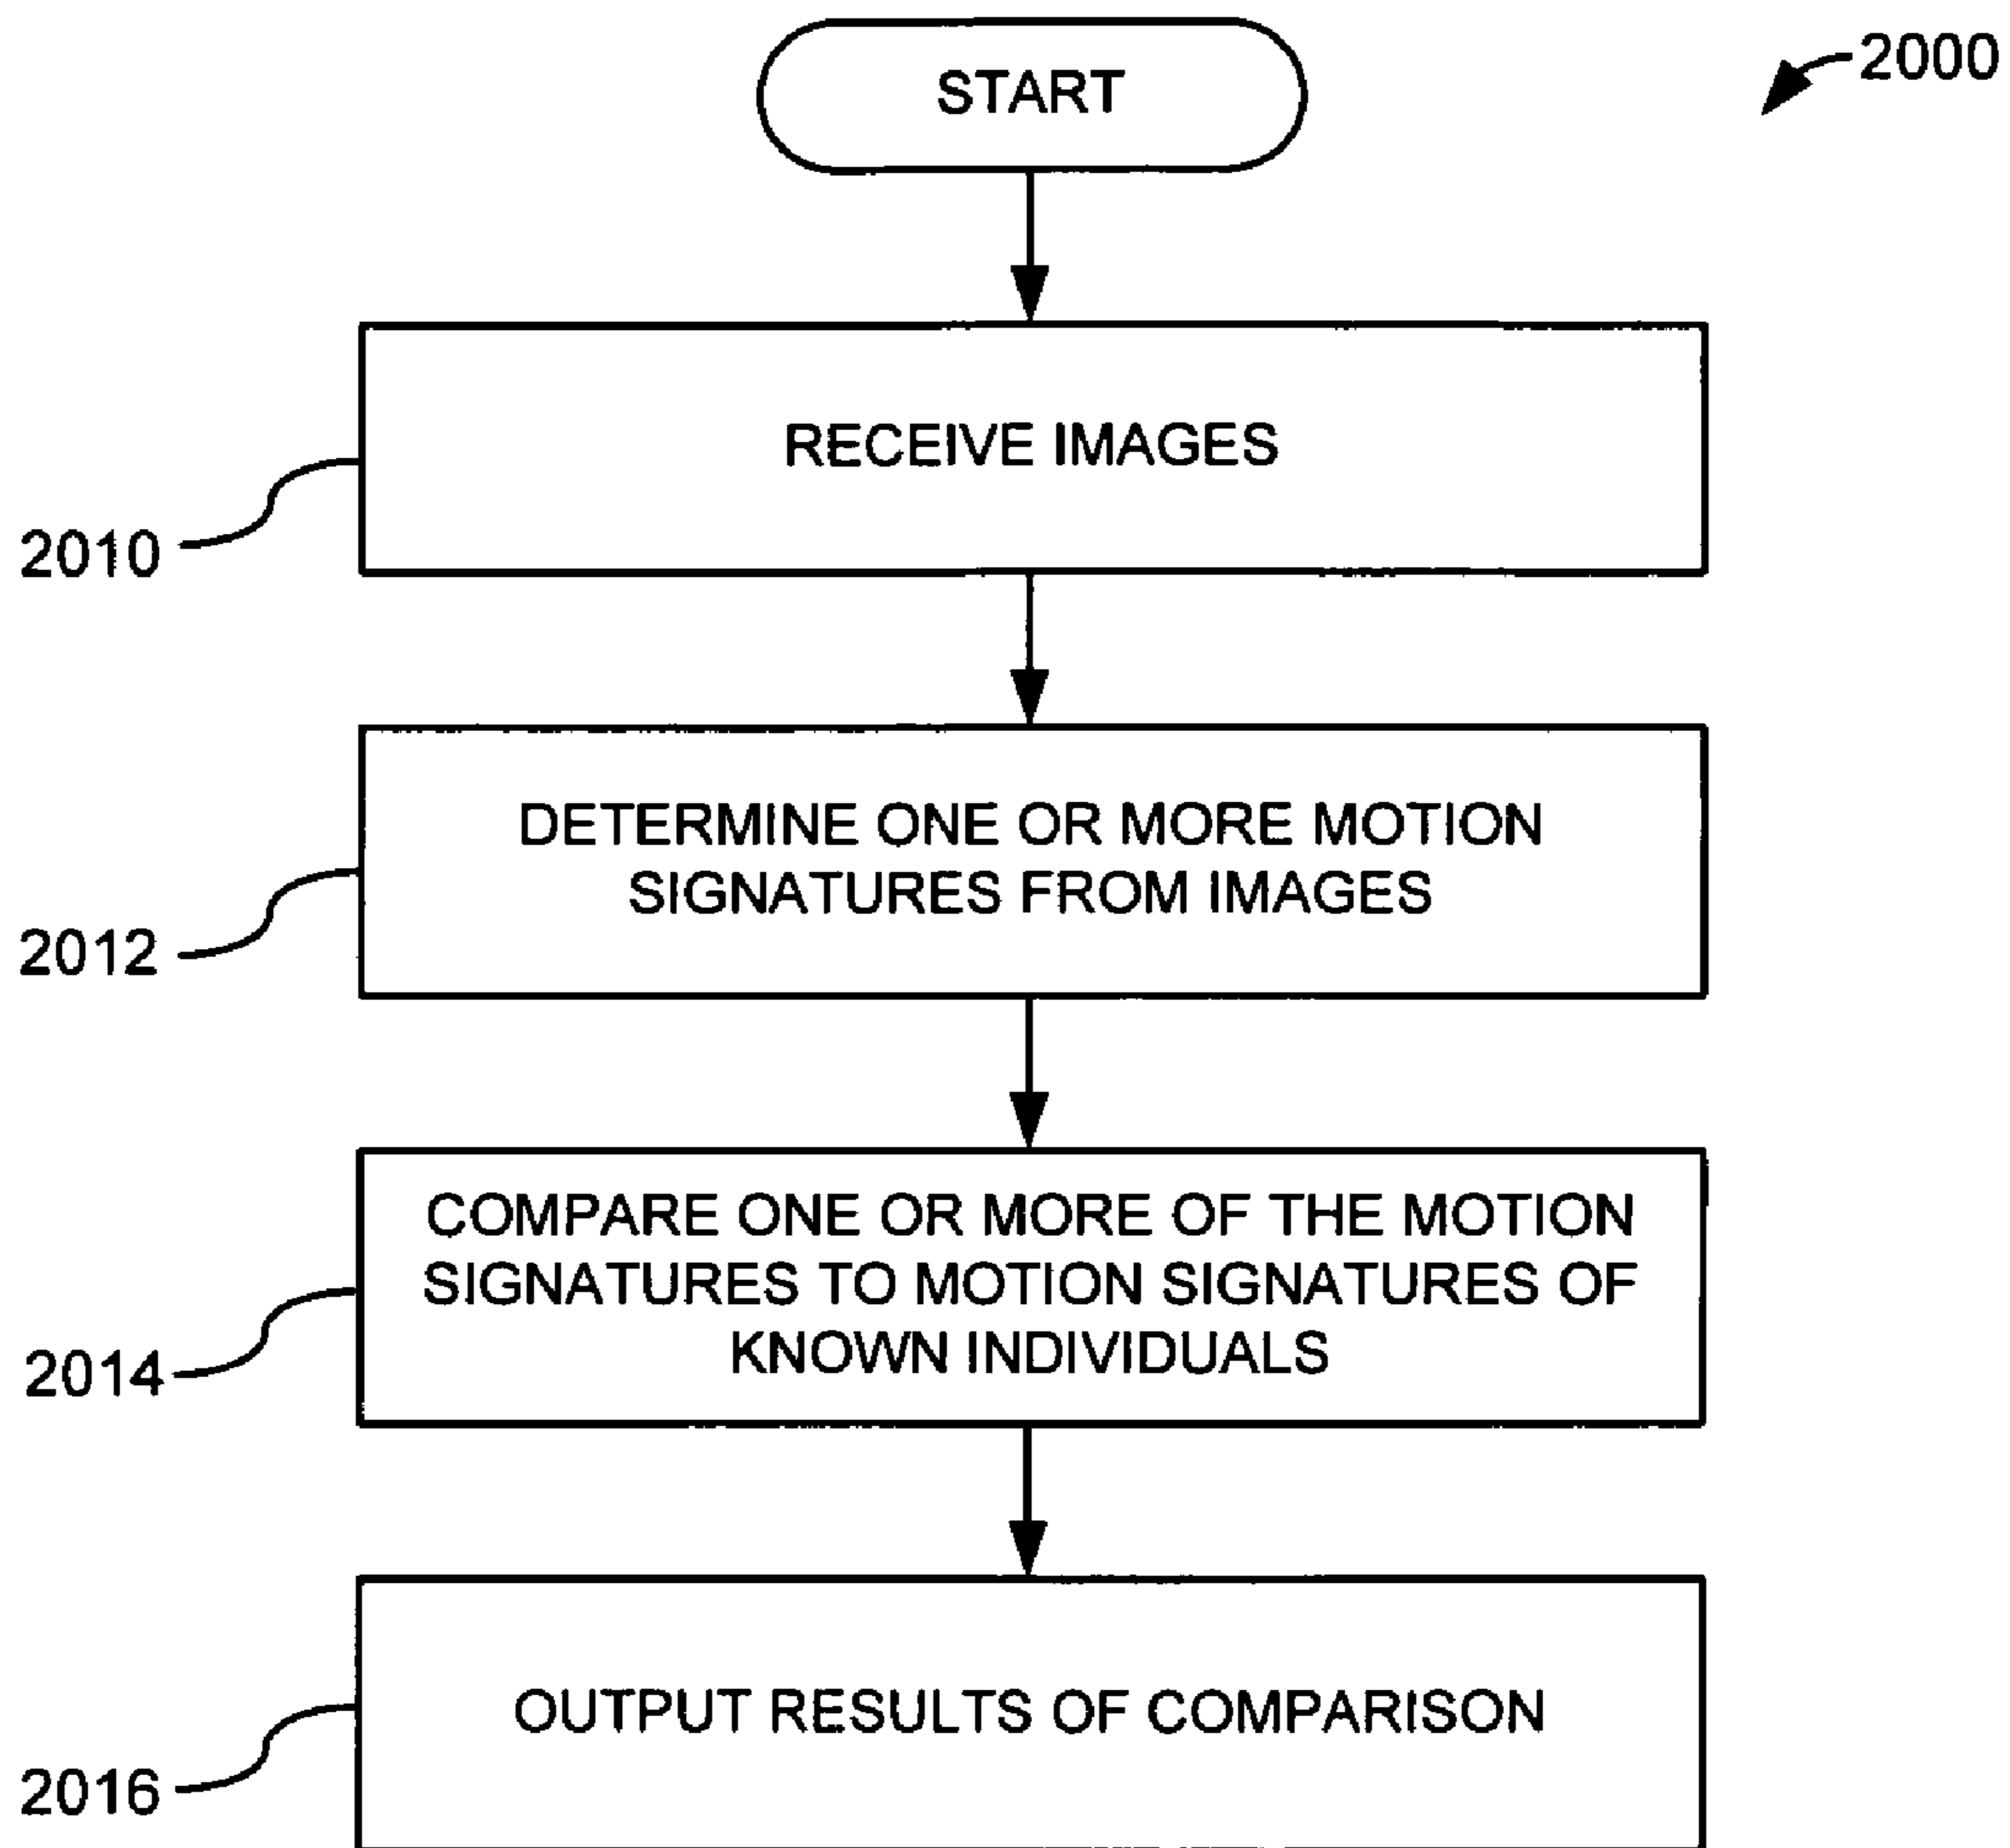 START
2000
RECEIVE IMAGES
2010
DETERMINE ONE OR MORE MOTION
SIGNATURES FROM IMAGES
2012
COMPARE ONE OR MORE OF THE MOTION
SIGNATURES TO MOTION SIGNATURES OF
KNOWN INDIVIDUALS
2014
OUTPUT RESULTS OF COMPARISON
2016